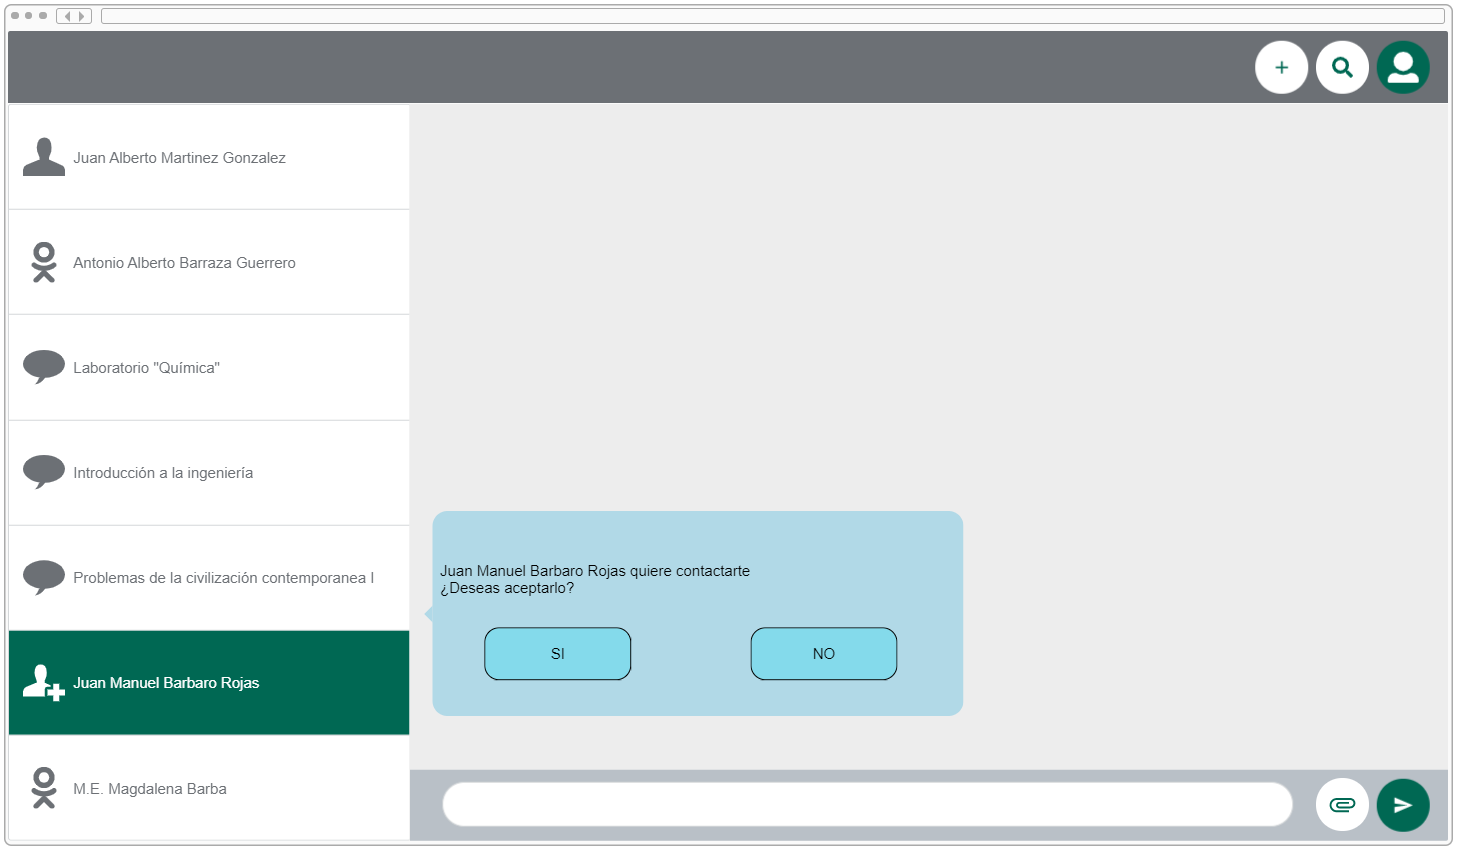 Juan Alberto Martinez Gonzalez
Antonio Alberto Barraza Guerrero
Laboratorio "Química"
Introducción a la ingeniería
Problemas de la civilización contemporanea I
Juan Manuel Barbaro Rojas
M.E. Magdalena Barba
Juan Manuel Barbaro Rojas quiere contactarte
¿Deseas aceptarlo?
SI
NO